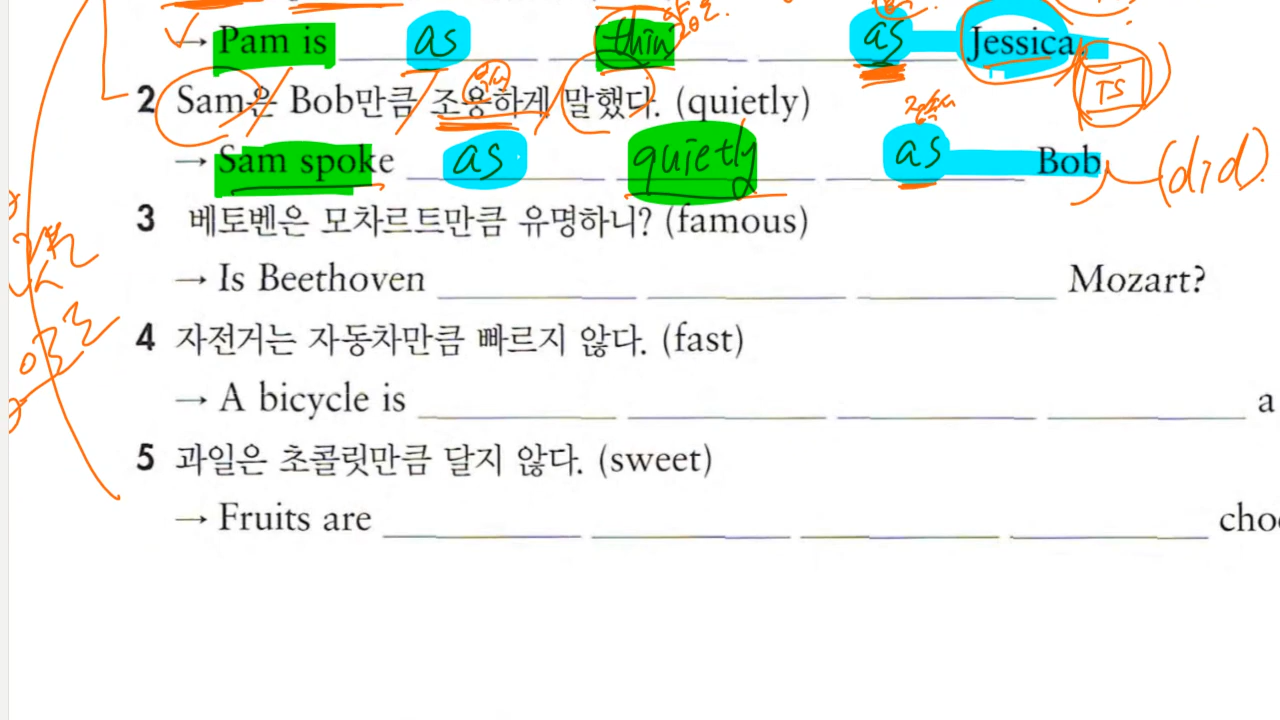 → Pam is as thin as Jessica (is)
2 Sam은 Bob만큼 조용하게 말했다. (quietly)
→ Sam spoke as quietly as Bob (did).
3 베토벤은 모차르트만큼 유명하니? (famous)
→ Is Beethoven Mozart?
4 자전거는 자동차만큼 빠르지 않다. (fast)
→ A bicycle is a
5 과일은 초콜릿만큼 달지 않다. (sweet)
→ Fruits are cho